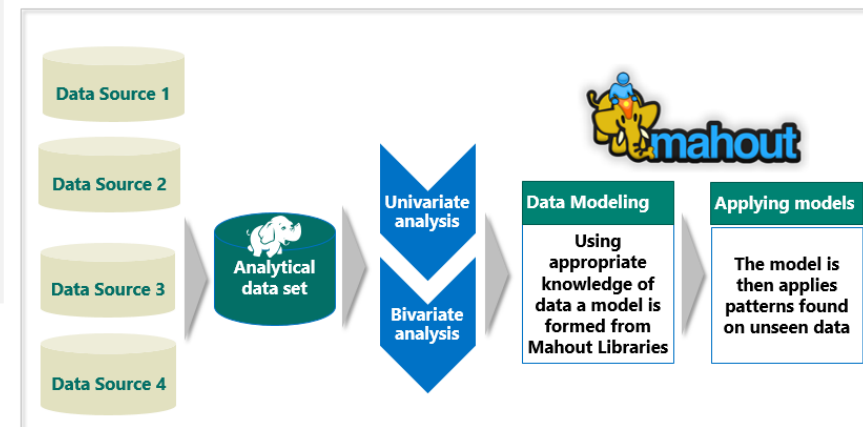 Data Source 1
Data Source 2
Data Source 3
Data Source 4
Analytical
data set
Univariate
analysis
Bivariate
analysis
mahout
Data Modeling
Using
appropriate
knowledge of
data a model is
formed from
Mahout Libraries
Applying models
The model is
then applies
patterns found
on unseen data